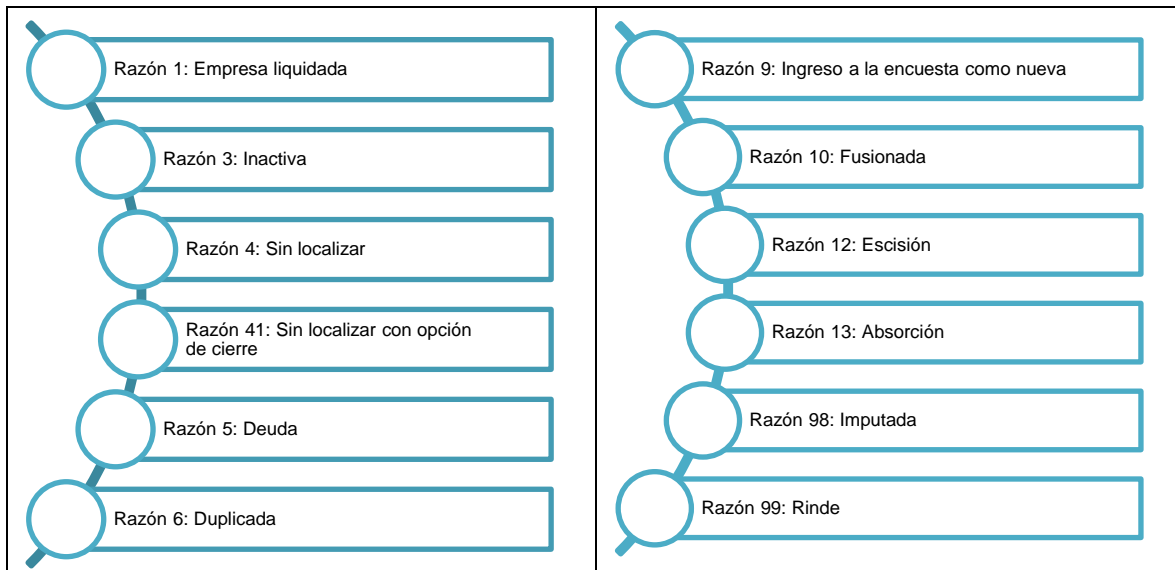 Razón 1: Empresa liquidada
Razón 3: Inactiva
Razón 4: Sin localizar
Razón 41: Sin localizar con opción
de cierre
Razón 5: Deuda
Razón 6: Duplicada
Razón 9: Ingreso a la encuesta como nueva
Razón 10: Fusionada
Razón 12: Escisión
Razón 13: Absorción
Razón 98: Imputada
Razón 99: Rinde